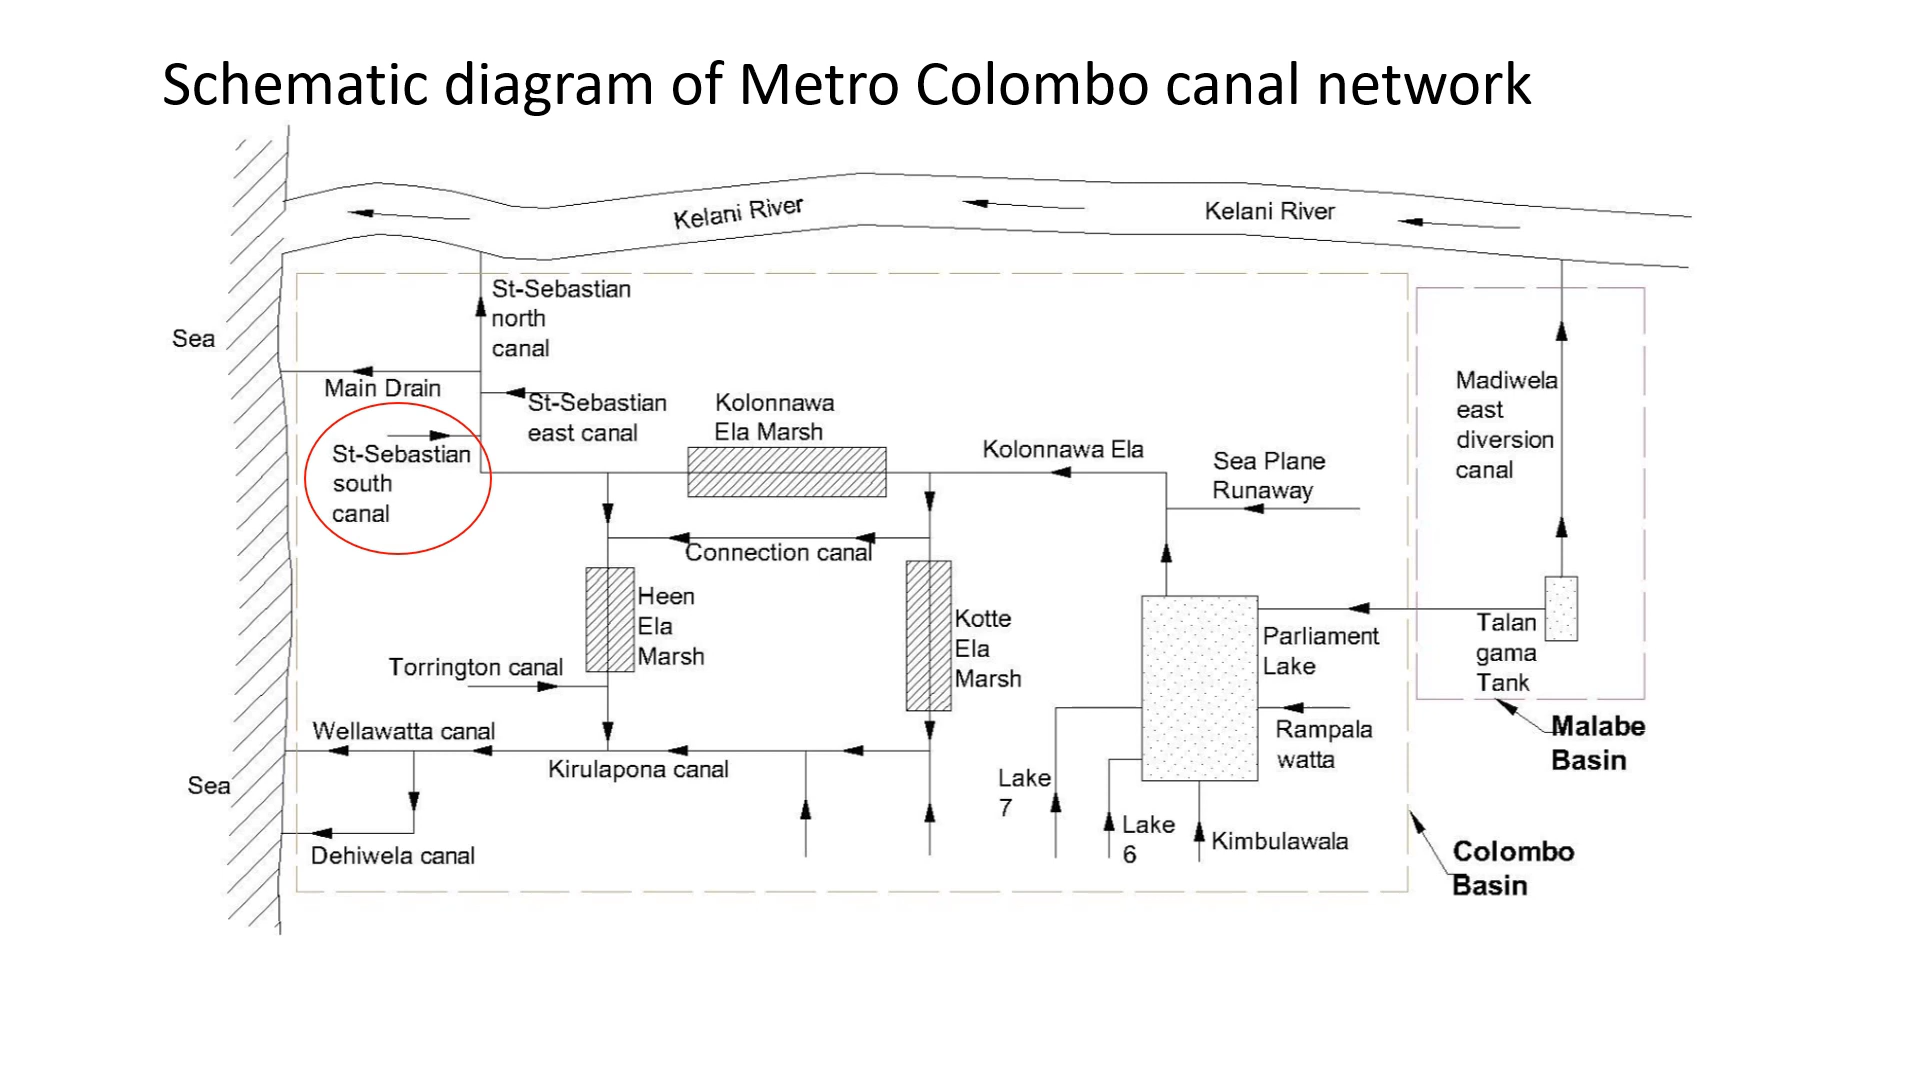 Schematic diagram of Metro Colombo canal network
Kelani River
Kelani River
St-Sebastian
north
canal
Sea
Main Drain
St-Sebastian
east canal
Kolonnawa
Ela Marsh
Madiwela
east
diversion
canal
St-Sebastian
south
canal
Kolonnawa Ela
Sea Plane
Runaway
Connection canal
Heen
Ela
Marsh
Kotte
Ela
Marsh
Parliament
Lake
Talan
gama
Tank
Torrington canal
Wellawatta canal
Rampala
watta
Malabe
Basin
Kirulapona canal
Sea
Lake
7
Lake
6
Kimbulawala
Dehiwela canal
Colombo
Basin